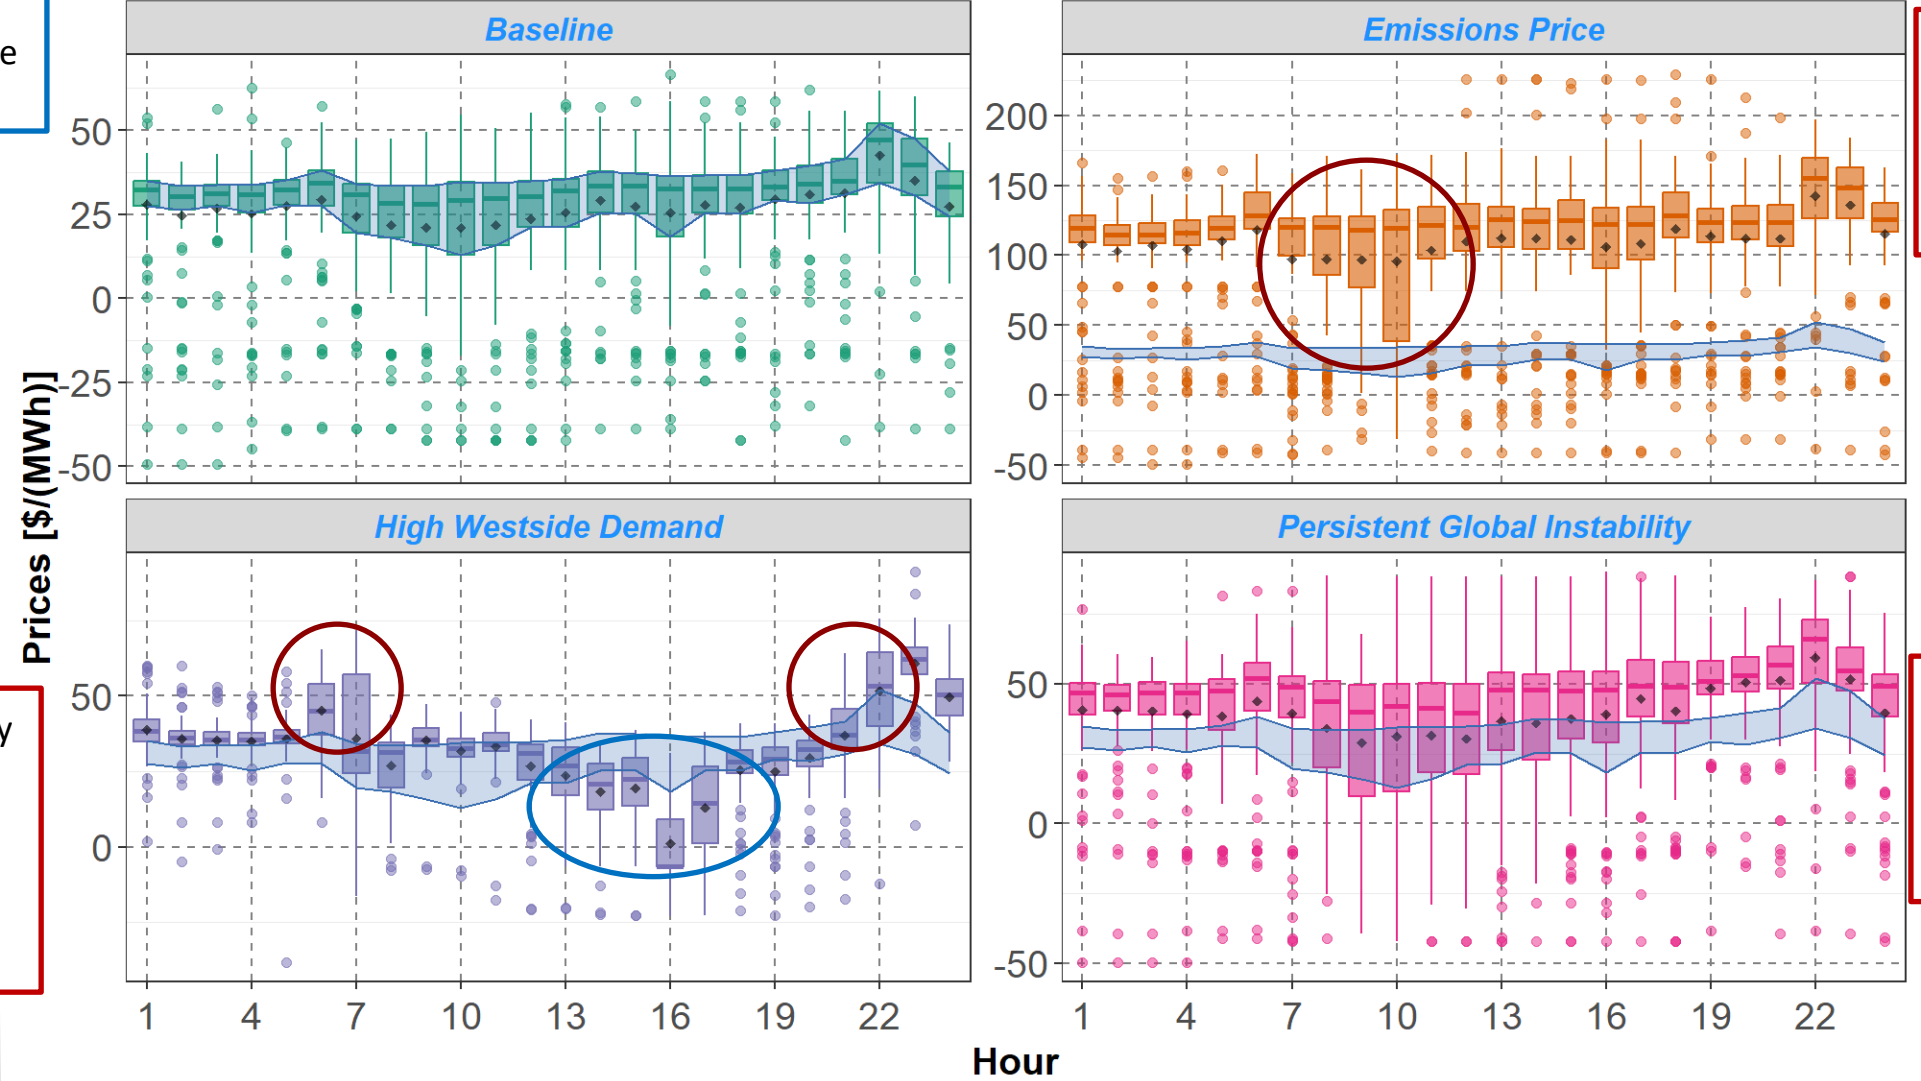 e
y
Baseline
Emissions Price
50
25
0
-25
-50
200
150
100
50
0
-50
High Westside Demand
Persistent Global Instability
50
0
50
0
-50
Prices [$/(MWh)]
1 4 7 10 13 16 19 22
1 4 7 10 13 16 19 22
Hour